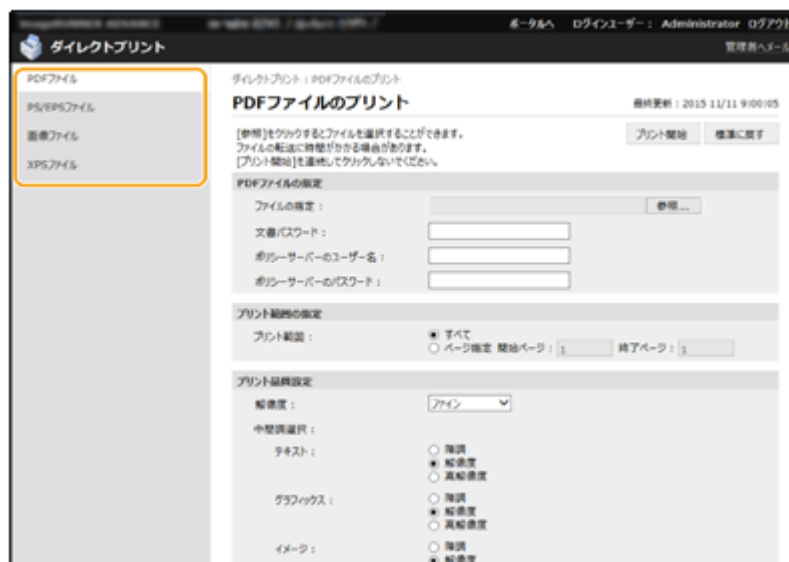 ポータルへ ログインユーザー： Administrator ログアウト
ダイレクトプリント
管理者へメール
PDFファイル
PS/EPSファイル
画像ファイル
XPSファイル
ダイレクトプリント : PDFファイルのプリント
PDFファイルのプリント
最終更新 : 2015 11/11 9:00:05
[参照]をクリックするとファイルを選択することができます。
ファイルの転送に時間がかかる場合があります。
[プリント開始]を連続してクリックしないでください。
プリント開始 標準に戻す
PDFファイルの指定
ファイルの指定 : 参照...
文書パスワード :
ポリシーサーバーのユーザー名 :
ポリシーサーバーのパスワード :
プリント範囲の指定
プリント範囲 : すべて
ページ指定 開始ページ : 1 終了ページ : 1
プリント品質設定
解像度 : ファイン
中間調選択 :
テキスト : 階調
解像度
高解像度
グラフィックス : 階調
解像度
高解像度
イメージ : 階調
解像度